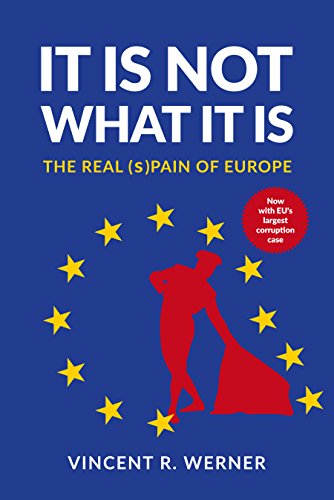 IT IS NOT
WHAT IT IS
THE REAL (s)PAIN OF EUROPE
Now
with EU's
largest
corruption
case
VINCENT R. WERNER